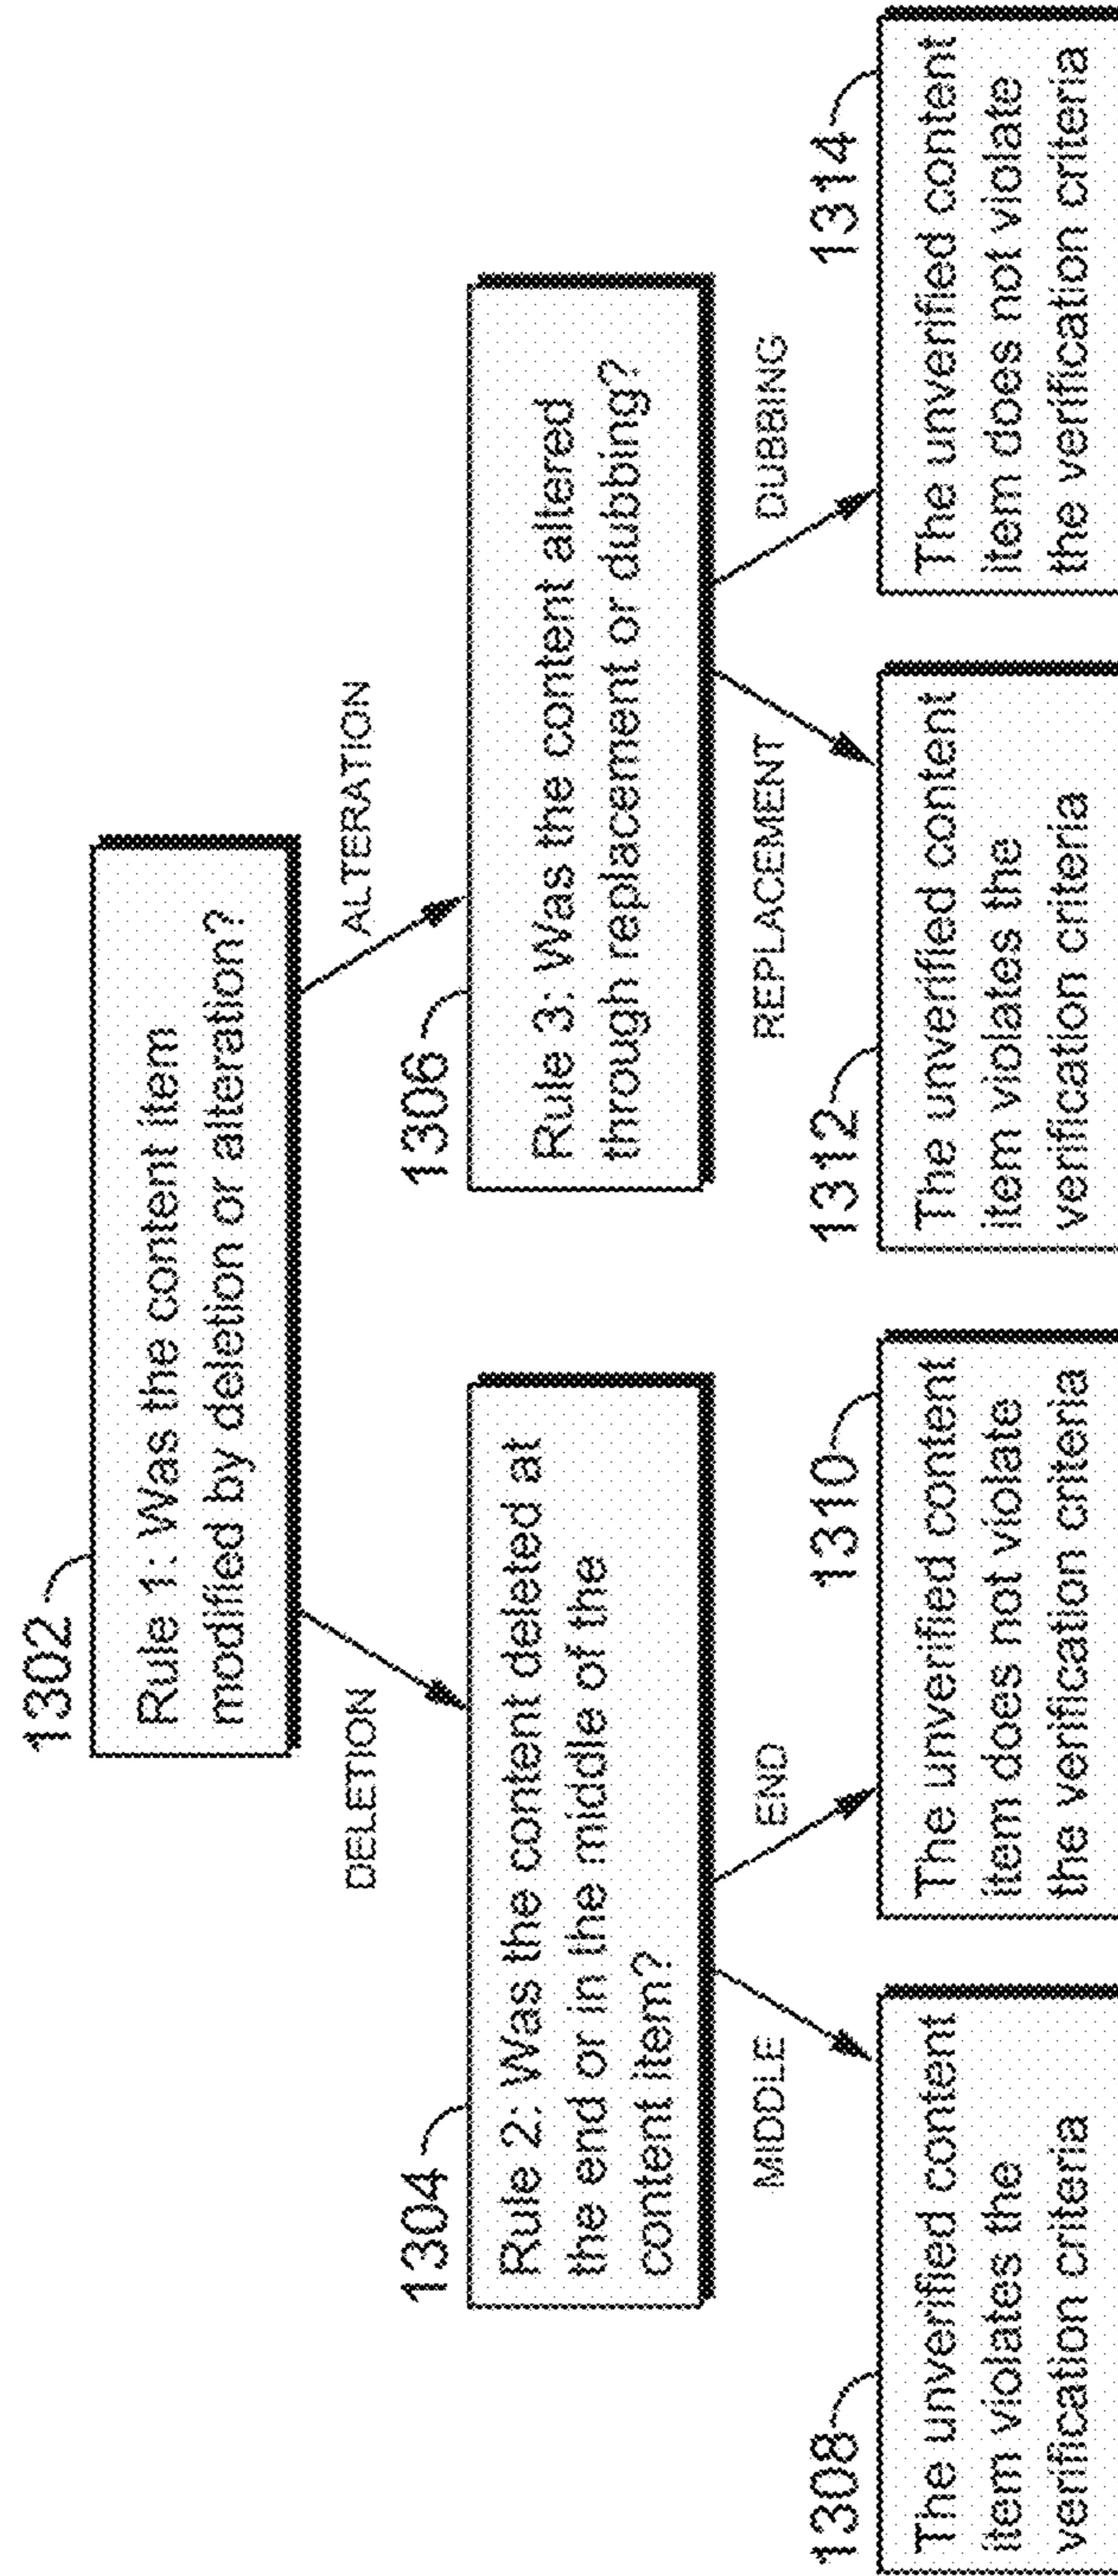 1302
Rule 1: Was the content item
modified by deletion or alteration?
DELETION
ALTERATION
1304
Rule 2: Was the content deleted at
the end or in the middle of the
content item?
1306
Rule 3: Was the content altered
through replacement or dubbing?
MIDDLE
END
REPLACEMENT
DUBBING
1308
The unverified content
item violates the
verification criteria
1310
The unverified content
item does not violate
the verification criteria
1312
The unverified content
item violates the
verification criteria
1314
The unverified content
item does not violate
the verification criteria